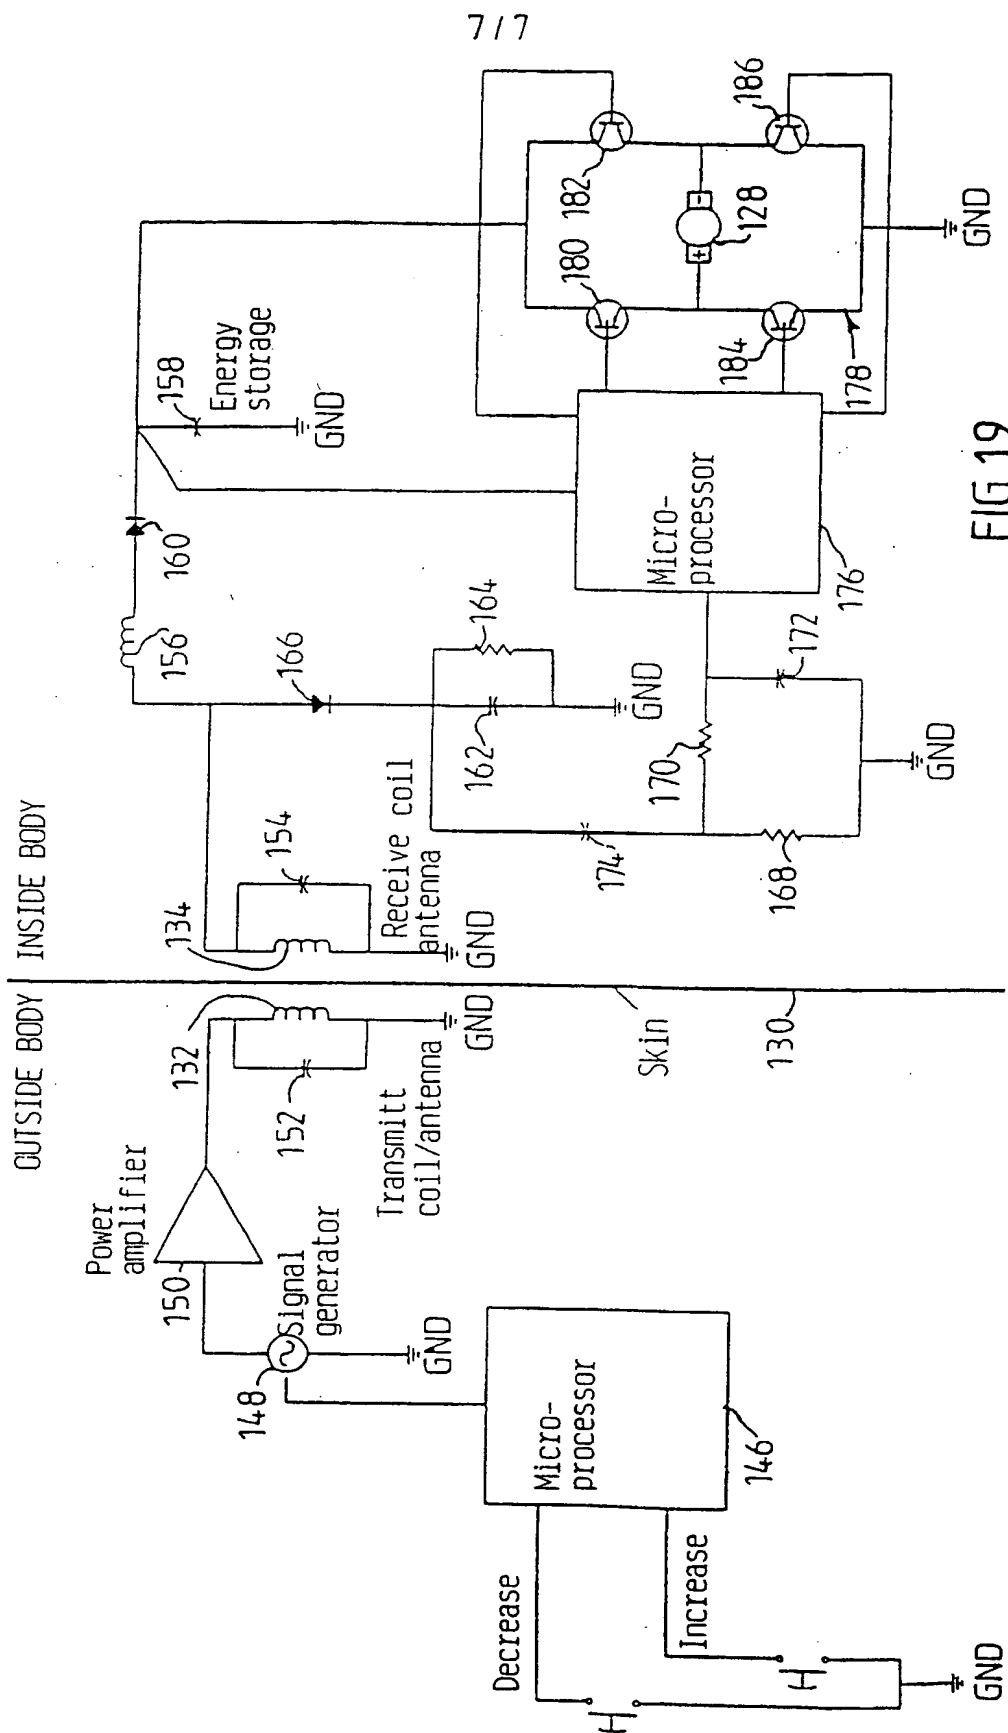 7/7
OUTSIDE BODY
INSIDE BODY
Power
amplifier
150
148
Signal
generator
GND
132
152
Transmitt
coil/antenna
GND
134
154
Receive coil
antenna
GND
Skin
130
Micro-
processor
146
Decrease
Increase
GND
156
160
158
Energy
storage
GND
166
162
164
GND
174
170
168
172
GND
Micro-
processor
176
180
182
184
186
+
-
128
178
GND
FIG 19